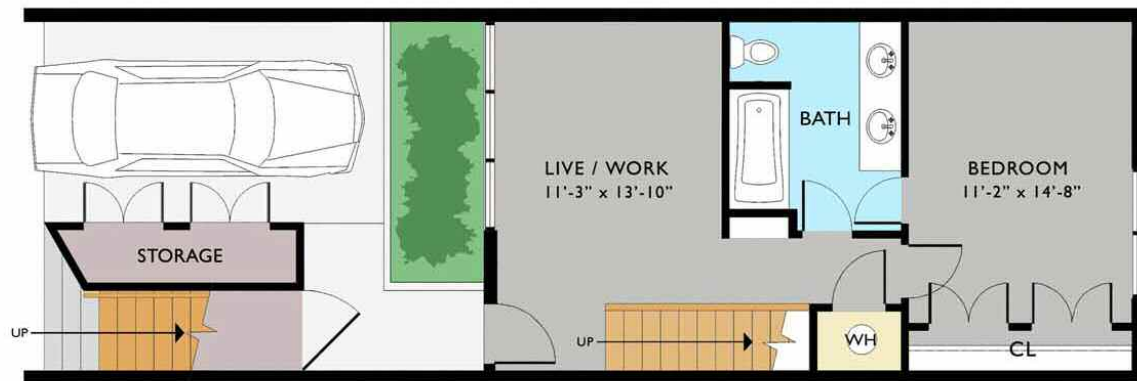 STORAGE
UP
LIVE / WORK
11'-3" x 13'-10"
UP
BATH
WH
BEDROOM
11'-2" x 14'-8"
CL